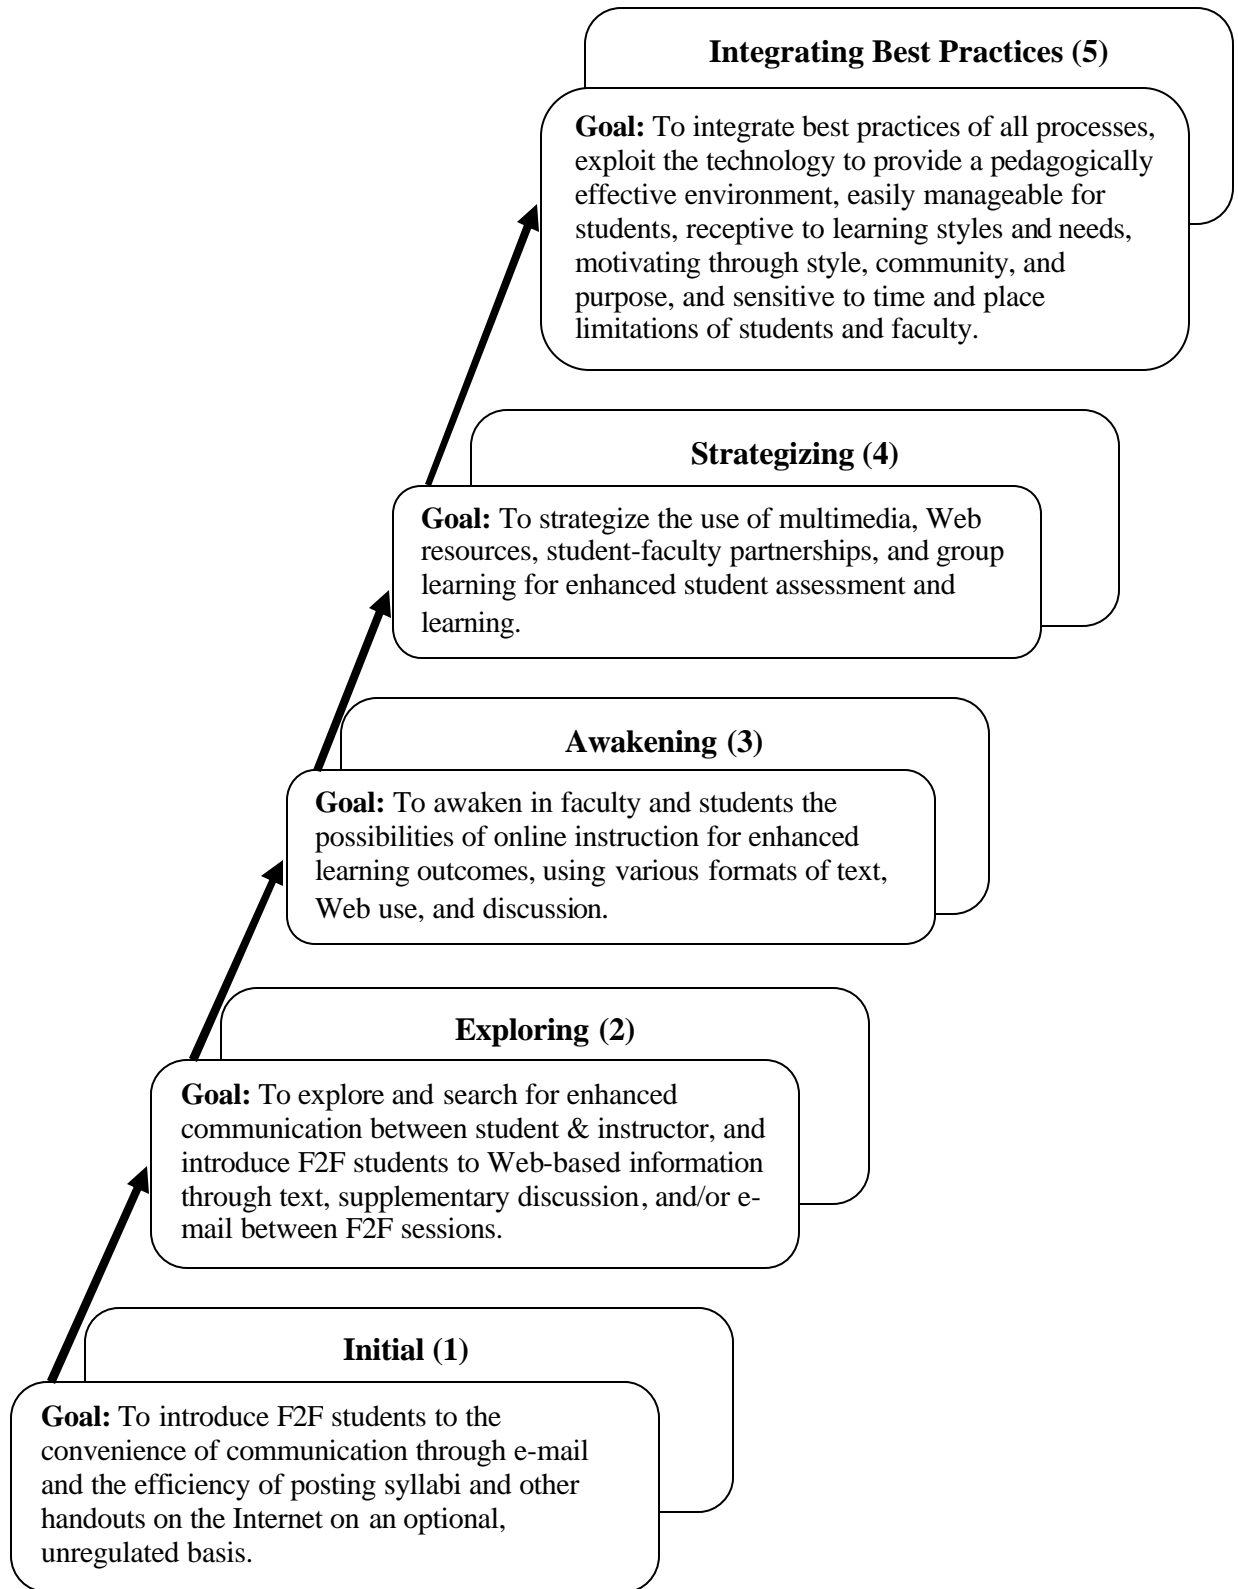 Integrating Best Practices (5)
Goal: To integrate best practices of all processes,
exploit the technology to provide a pedagogically
effective environment, easily manageable for
students, receptive to learning styles and needs,
motivating through style, community, and
purpose, and sensitive to time and place
limitations of students and faculty.
Strategizing (4)
Goal: To strategize the use of multimedia, Web
resources, student-faculty partnerships, and group
learning for enhanced student assessment and
learning.
Awakening (3)
Goal: To awaken in faculty and students the
possibilities of online instruction for enhanced
learning outcomes, using various formats of text,
Web use, and discussion.
Exploring (2)
Goal: To explore and search for enhanced
communication between student & instructor, and
introduce F2F students to Web-based information
through text, supplementary discussion, and/or e-
mail between F2F sessions.
Initial (1)
Goal: To introduce F2F students to the
convenience of communication through e-mail
and the efficiency of posting syllabi and other
handouts on the Internet on an optional,
unregulated basis.